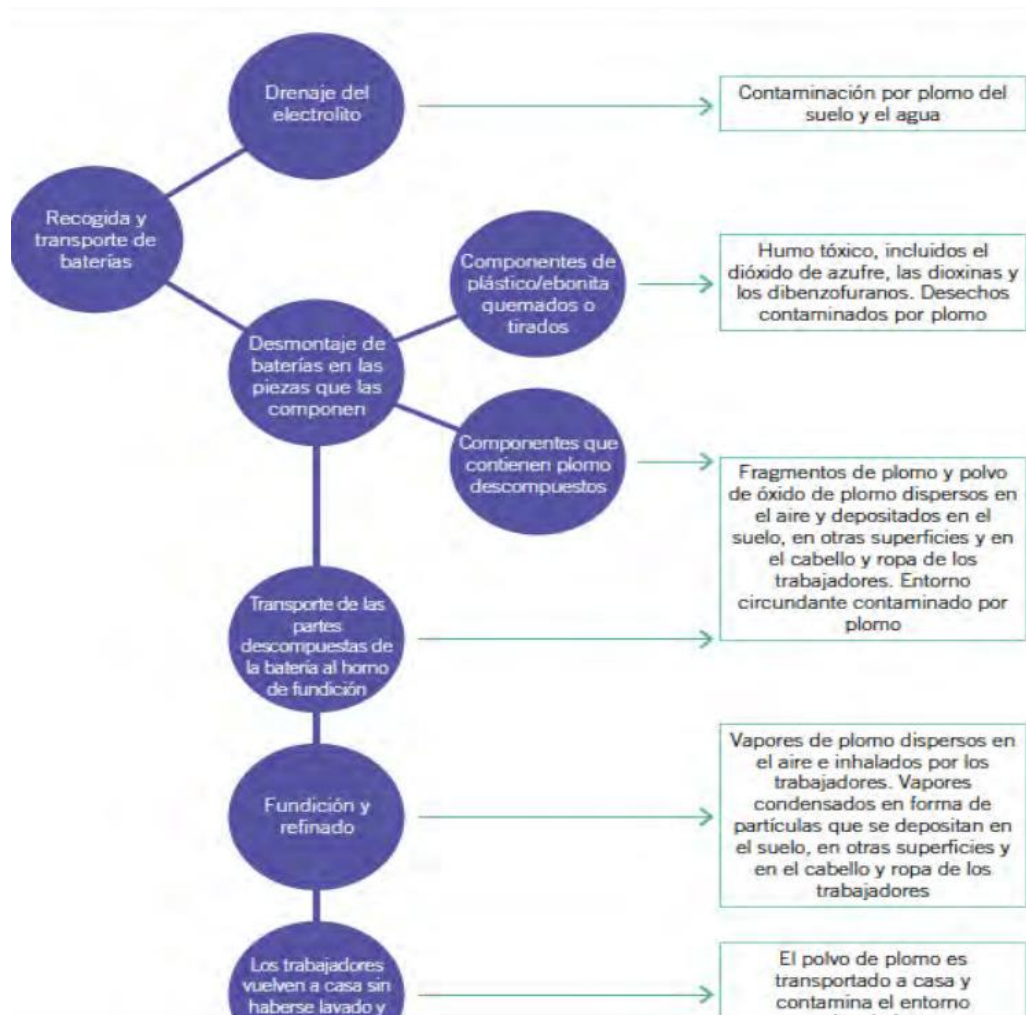 Drenaje del
electrolito
Contaminación por plomo del
suelo y el agua
Recogida y
transporte de
baterías
Componentes de
plástico/ebonita
quemados o
tirados
Humo tóxico, incluidos el
dióxido de azufre, las dioxinas y
los dibenzofuranos. Desechos
contaminados por plomo
Desmontaje de
baterías en las
piezas que las
componen
Componentes que
contienen plomo
descompuestos
Fragmentos de plomo y polvo
de óxido de plomo dispersos en
el aire y depositados en el
suelo, en otras superficies y en
el cabello y ropa de los
trabajadores. Entorno
circundante contaminado por
plomo
Transporte de las
partes
descompuestas de
la batería al horno
de fundición
Vapores de plomo dispersos en
el aire e inhalados por los
trabajadores. Vapores
condensados en forma de
partículas que se depositan en
el suelo, en otras superficies y
en el cabello y ropa de los
trabajadores
Fundición y
refinado
Los trabajadores
vuelven a casa sin
haberse lavado y
El polvo de plomo es
transportado a casa y
contamina el entorno